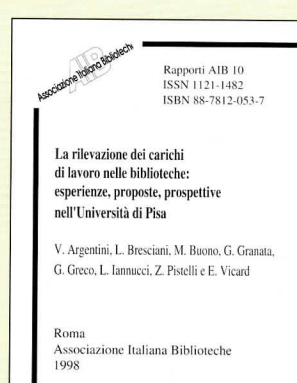 AIB
Associazione Italiana Biblioteche
Rapporti AIB 10
ISSN 1121-1482
ISBN 88-7812-053-7
La rilevazione dei carichi
di lavoro nelle biblioteche:
esperienze, proposte, prospettive
nell'Università di Pisa
V. Argentini, L. Bresciani, M. Buono, G. Granata,
G. Greco, L. Iannucci, Z. Pistelli e E. Vicard
Roma
Associazione Italiana Biblioteche
1998